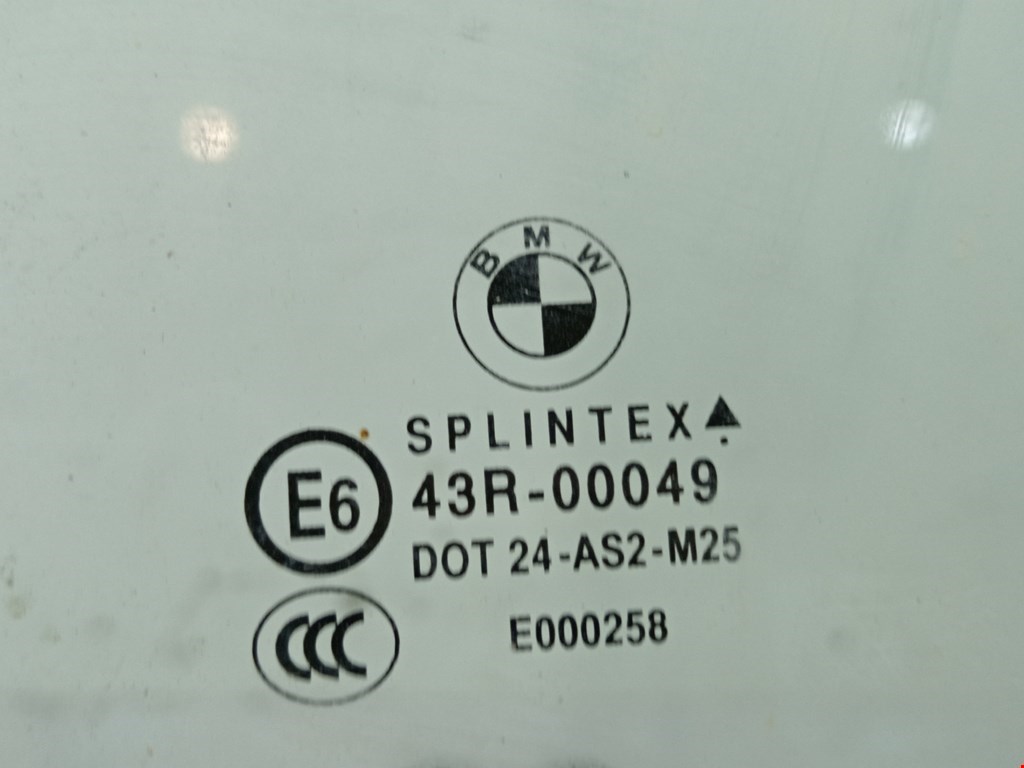 BMW
SPLINTEX
E6 43R-00049
DOT 24-AS2-M25
CCC E000258